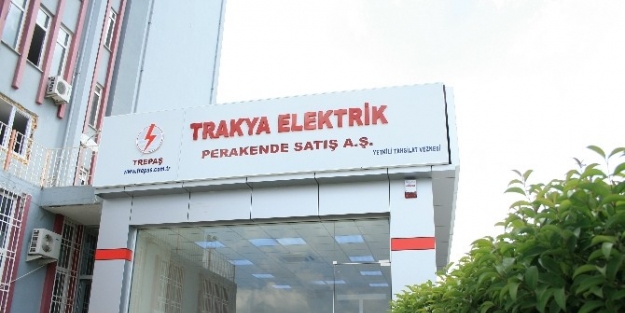 TRAKYA ELEKTRİK
PERAKENDE SATIŞ A.Ş.
YETKİLİ TAHSİLAT VEZNESİ
TREPAŞ
www.trepas.com.tr